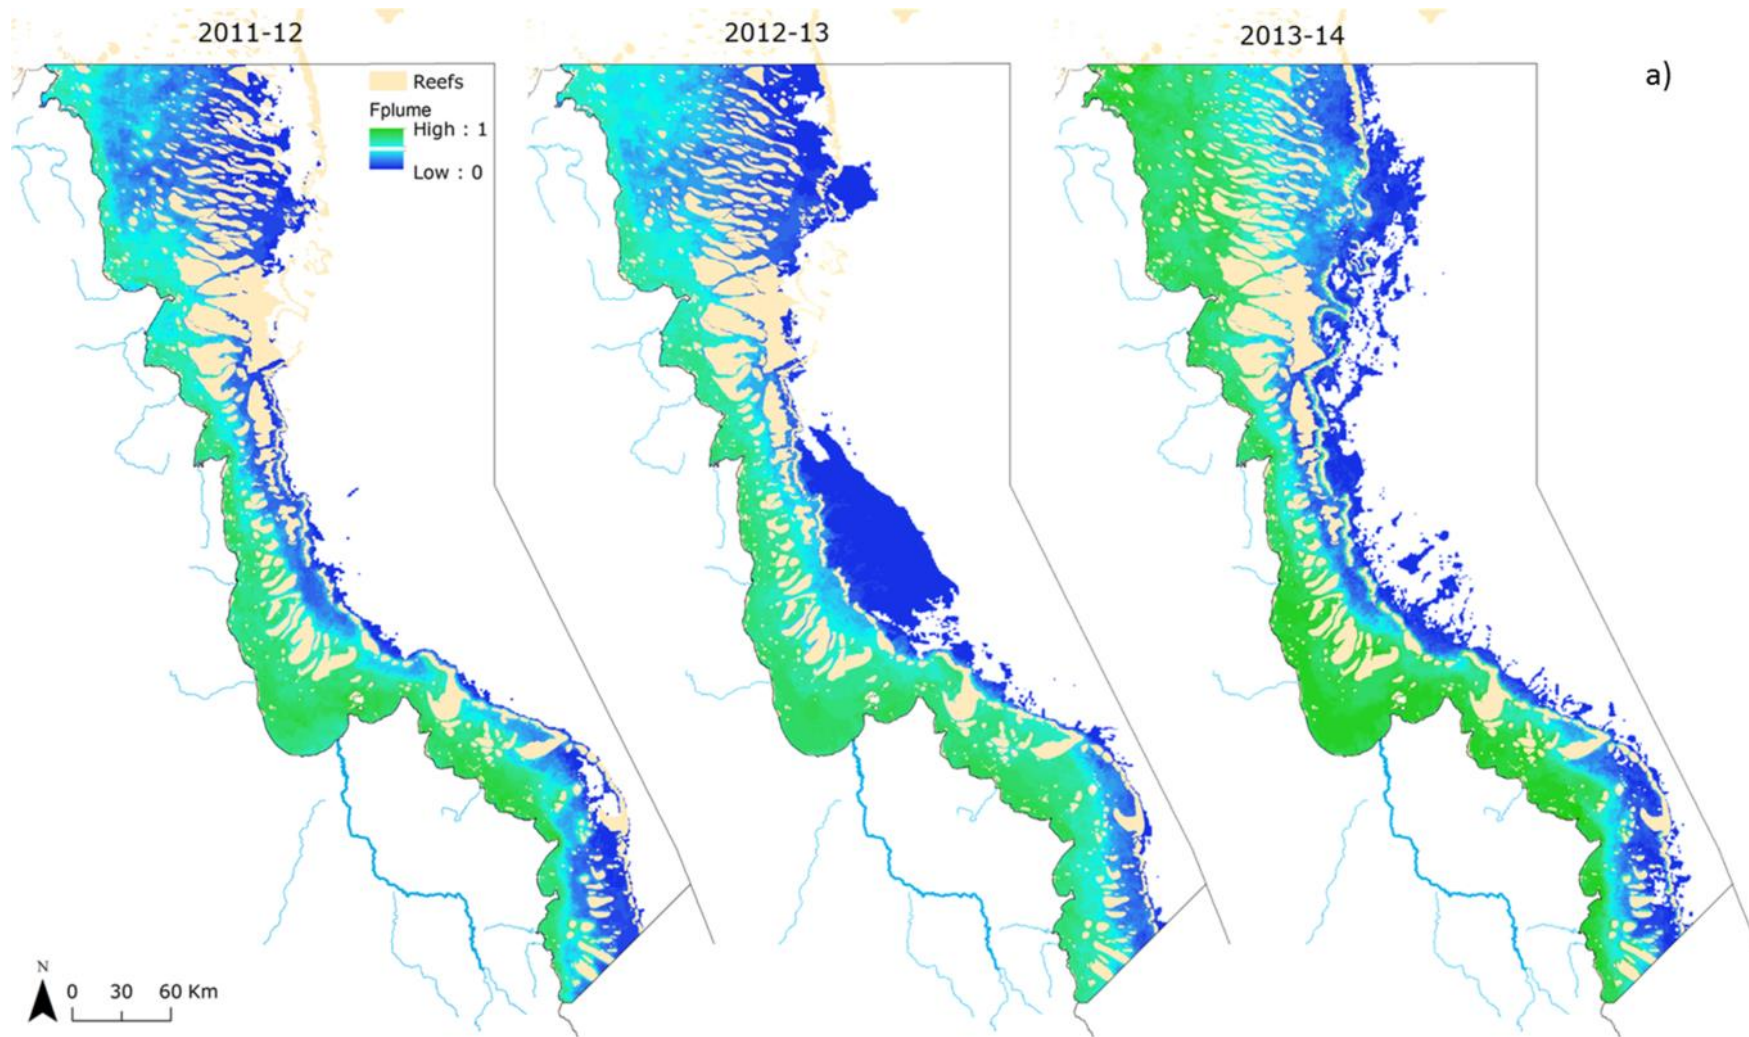 2011-12
2012-13
2013-14
a)
Reefs
Fplume
High : 1
Low : 0
N
0 30 60 Km